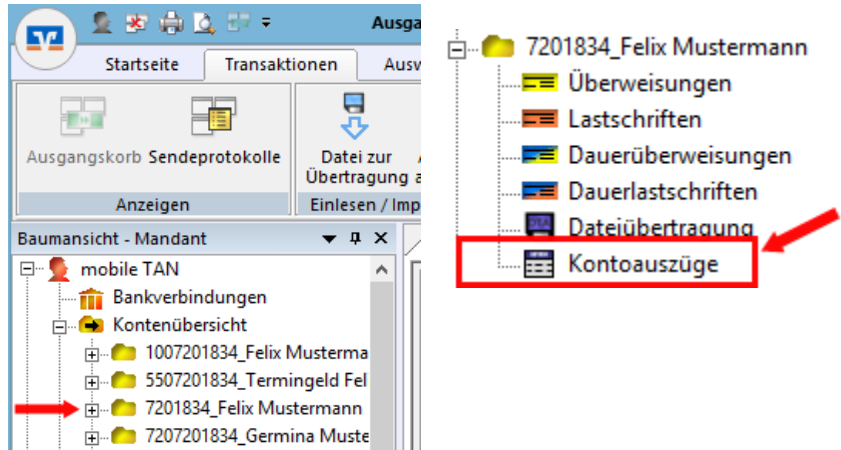 Ausga
Startseite
Transaktionen
Ausw
Ausgangskorb
Sendeprotokolle
Datei zur
Übertragung a
Anzeigen
Einlesen / Imp
Baumansicht - Mandant
mobile TAN
Bankverbindungen
Kontenübersicht
1007201834_Felix Musterma
5507201834_Termingeld Fel
7201834_Felix Mustermann
7207201834_Germina Muste
7201834_Felix Mustermann
Überweisungen
Lastschriften
Dauerüberweisungen
Dauerlastschriften
Dateiübertragung
Kontoauszüge